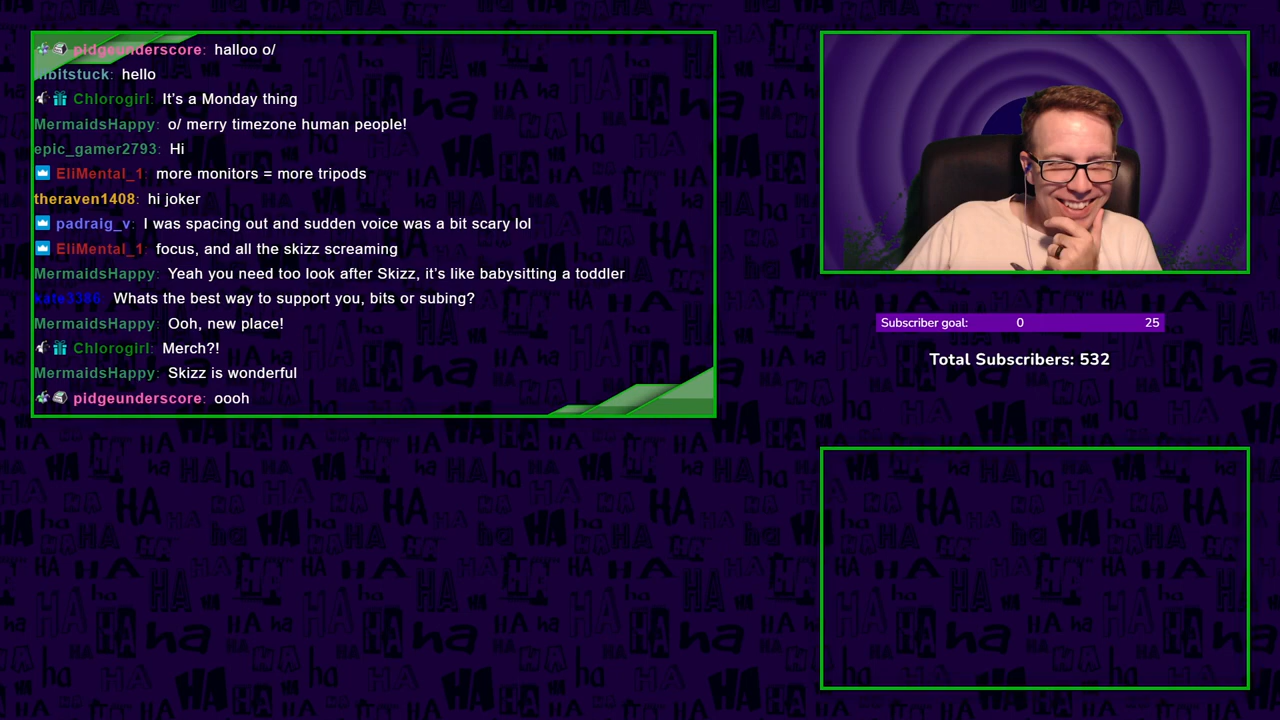 pidgeunderscore: halloo o/
bitstuck: hello
Chlorogirl: It's a Monday thing
MermaidsHappy: o/ merry timezone human people!
epic_gamer2793: Hi
EliMental_1: more monitors = more tripods
theraven1408: hi joker
padraig_v: I was spacing out and sudden voice was a bit scary lol
EliMental_1: focus, and all the skizz screaming
MermaidsHappy: Yeah you need too look after Skizz, it's like babysitting a toddler
kate3386: Whats the best way to support you, bits or subing?
MermaidsHappy: Ooh, new place!
Chlorogirl: Merch?!
MermaidsHappy: Skizz is wonderful
pidgeunderscore: oooh
Subscriber goal: 0 25
Total Subscribers: 532